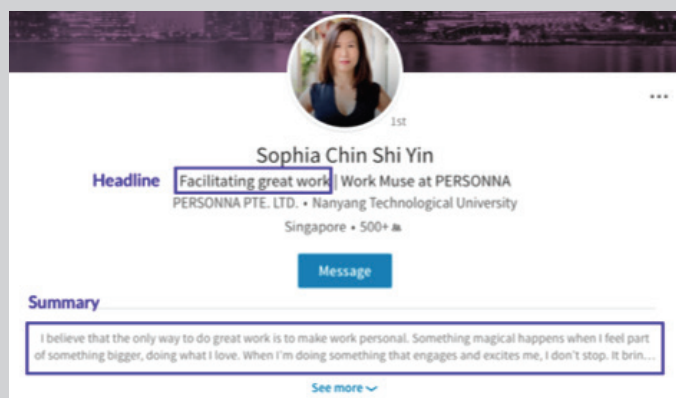 1st
Sophia Chin Shi Yin
Headline Facilitating great work | Work Muse at PERSONNA
PERSONNA PTE. LTD. • Nanyang Technological University
Singapore • 500+
Message
Summary
I believe that the only way to do great work is to make work personal. Something magical happens when I feel part
of something bigger, doing what I love. When I'm doing something that engages and excites me, I don't stop. It brin...
See more